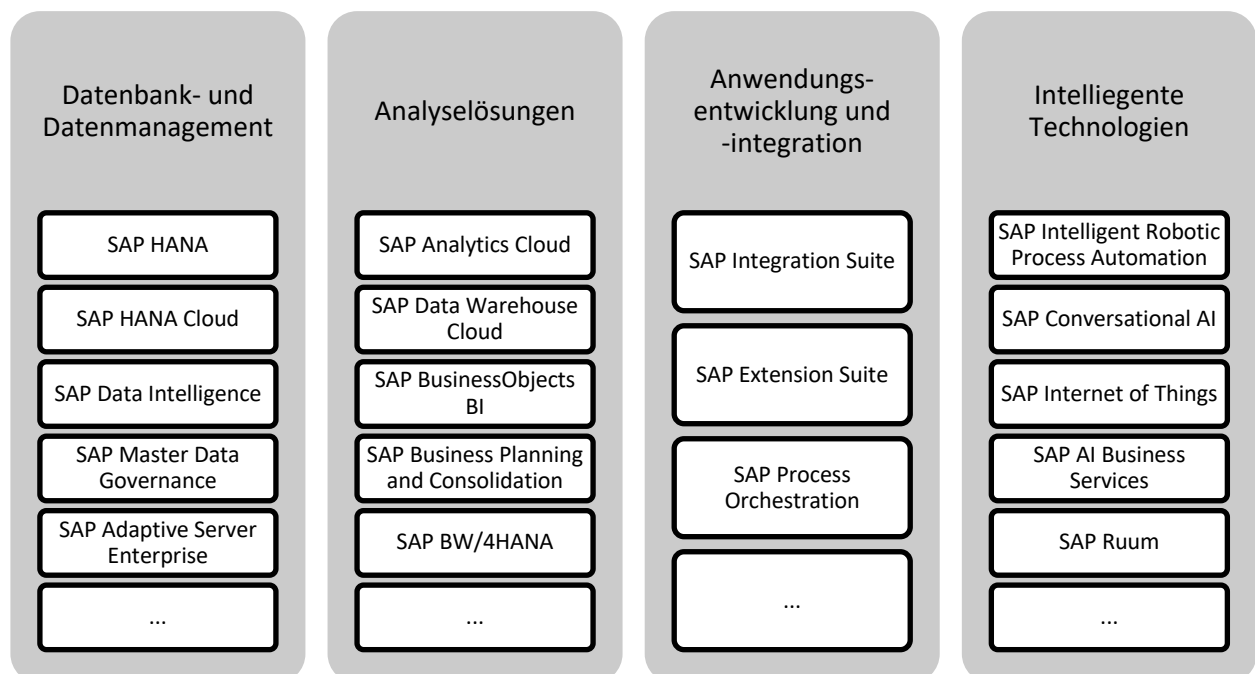 Datenbank- und
Datenmanagement
SAP HANA
SAP HANA Cloud
SAP Data Intelligence
SAP Master Data
Governance
SAP Adaptive Server
Enterprise
...
Analyselösungen
SAP Analytics Cloud
SAP Data Warehouse
Cloud
SAP BusinessObjects
BI
SAP Business Planning
and Consolidation
SAP BW/4HANA
...
Anwendungs-
entwicklung und
-integration
SAP Integration Suite
SAP Extension Suite
SAP Process
Orchestration
...
Intelliegente
Technologien
SAP Intelligent Robotic
Process Automation
SAP Conversational AI
SAP Internet of Things
SAP AI Business
Services
SAP Ruum
...